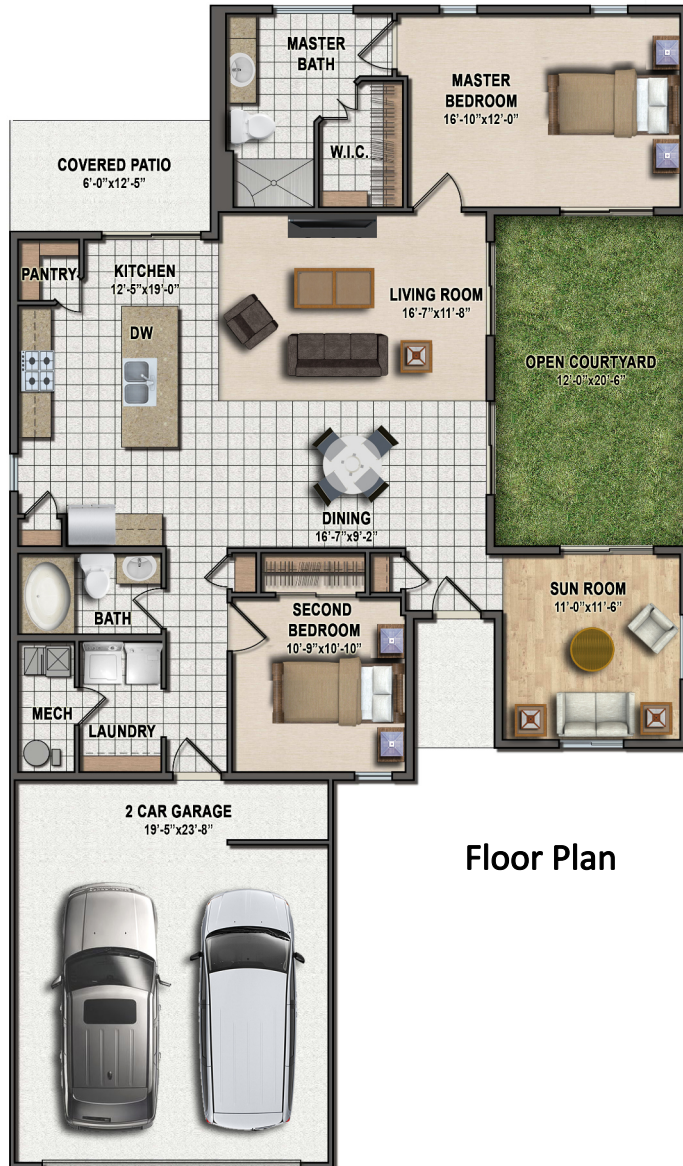 MASTER
BATH
MASTER
BEDROOM
16'-10"x12'-0"
W.I.C.
COVERED PATIO
6'-0"x12'-5"
PANTRY
KITCHEN
12'-5"x19'-0"
LIVING ROOM
16'-7"x11'-8"
DW
OPEN COURTYARD
12'-0"x20'-6"
DINING
16'-7"x9'-2"
BATH
SECOND
BEDROOM
10'-9"x10'-10"
SUN ROOM
11'-0"x11'-6"
MECH
LAUNDRY
2 CAR GARAGE
19'-5"x23'-8"
Floor Plan